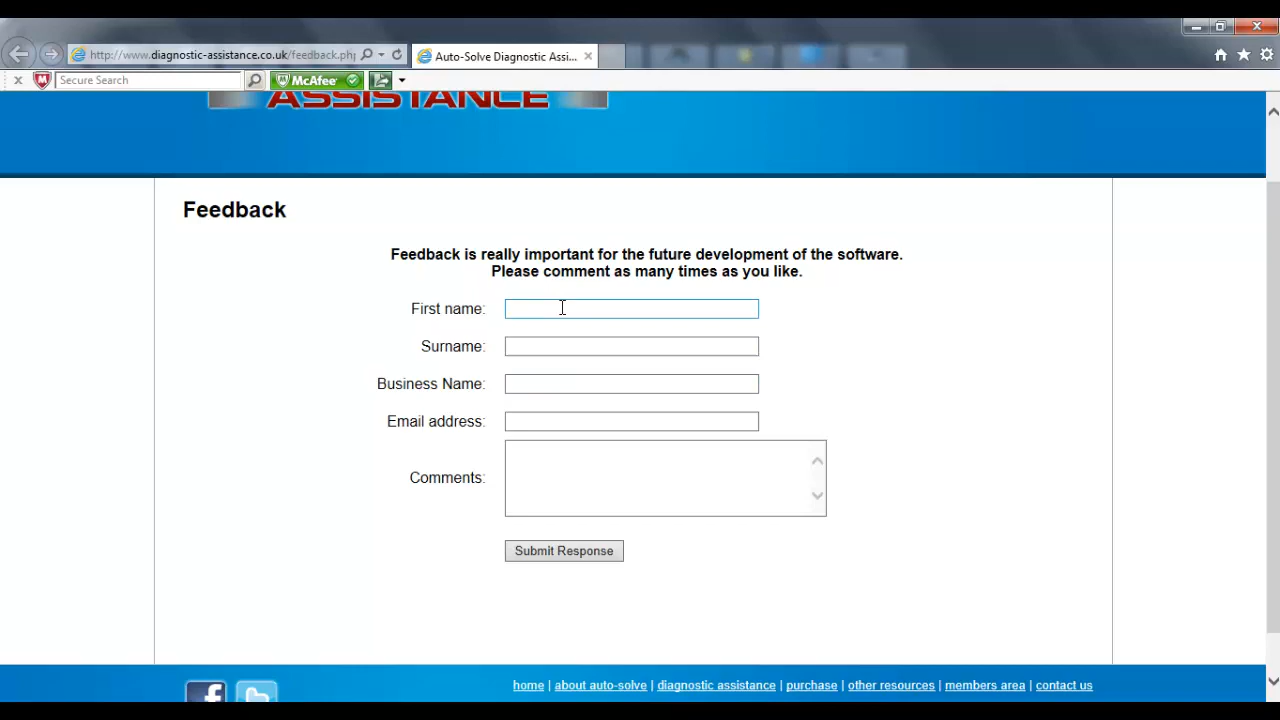 http://www.diagnostic-assistance.co.uk/feedback.php
Auto-Solve Diagnostic Assi...
Secure Search
McAfee
ASSISTANCE
Feedback
Feedback is really important for the future development of the software.
Please comment as many times as you like.
First name:
Surname:
Business Name:
Email address:
Comments:
Submit Response
home | about auto-solve | diagnostic assistance | purchase | other resources | members area | contact us